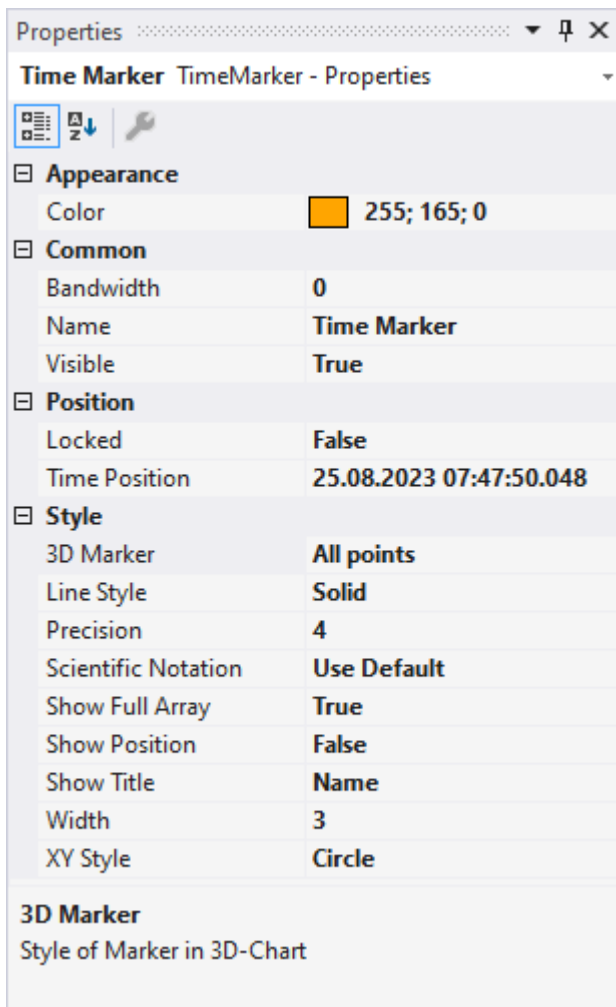 Properties
Time Marker TimeMarker - Properties
Appearance
Color 255; 165; 0
Common
Bandwidth 0
Name Time Marker
Visible True
Position
Locked False
Time Position 25.08.2023 07:47:50.048
Style
3D Marker All points
Line Style Solid
Precision 4
Scientific Notation Use Default
Show Full Array True
Show Position False
Show Title Name
Width 3
XY Style Circle
3D Marker
Style of Marker in 3D-Chart